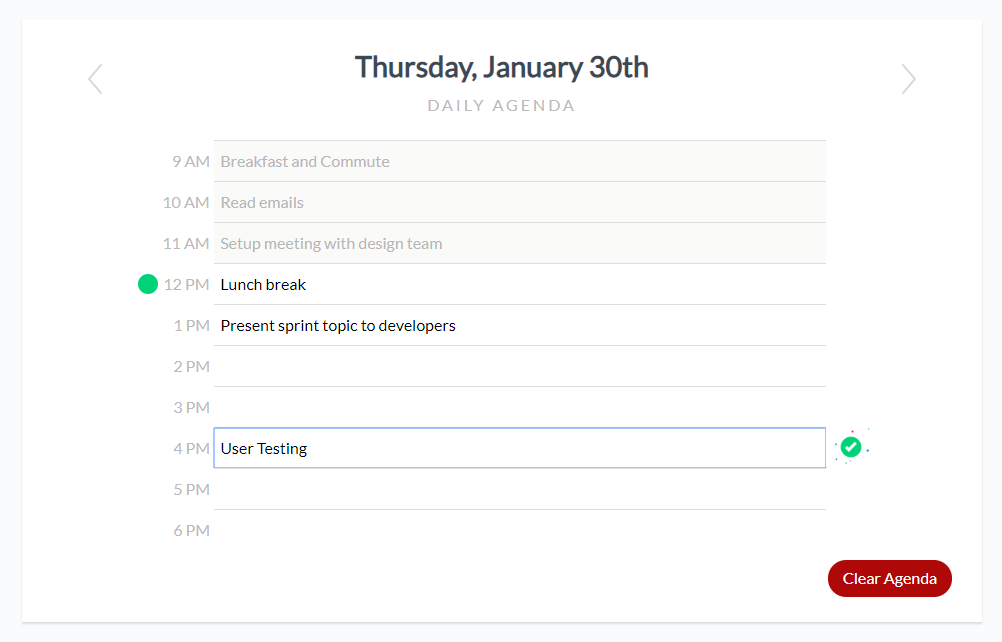 Thursday, January 30th
DAILY AGENDA
9 AM Breakfast and Commute
10 AM Read emails
11 AM Setup meeting with design team
12 PM Lunch break
1 PM Present sprint topic to developers
2 PM
3 PM
4 PM User Testing
5 PM
6 PM
Clear Agenda